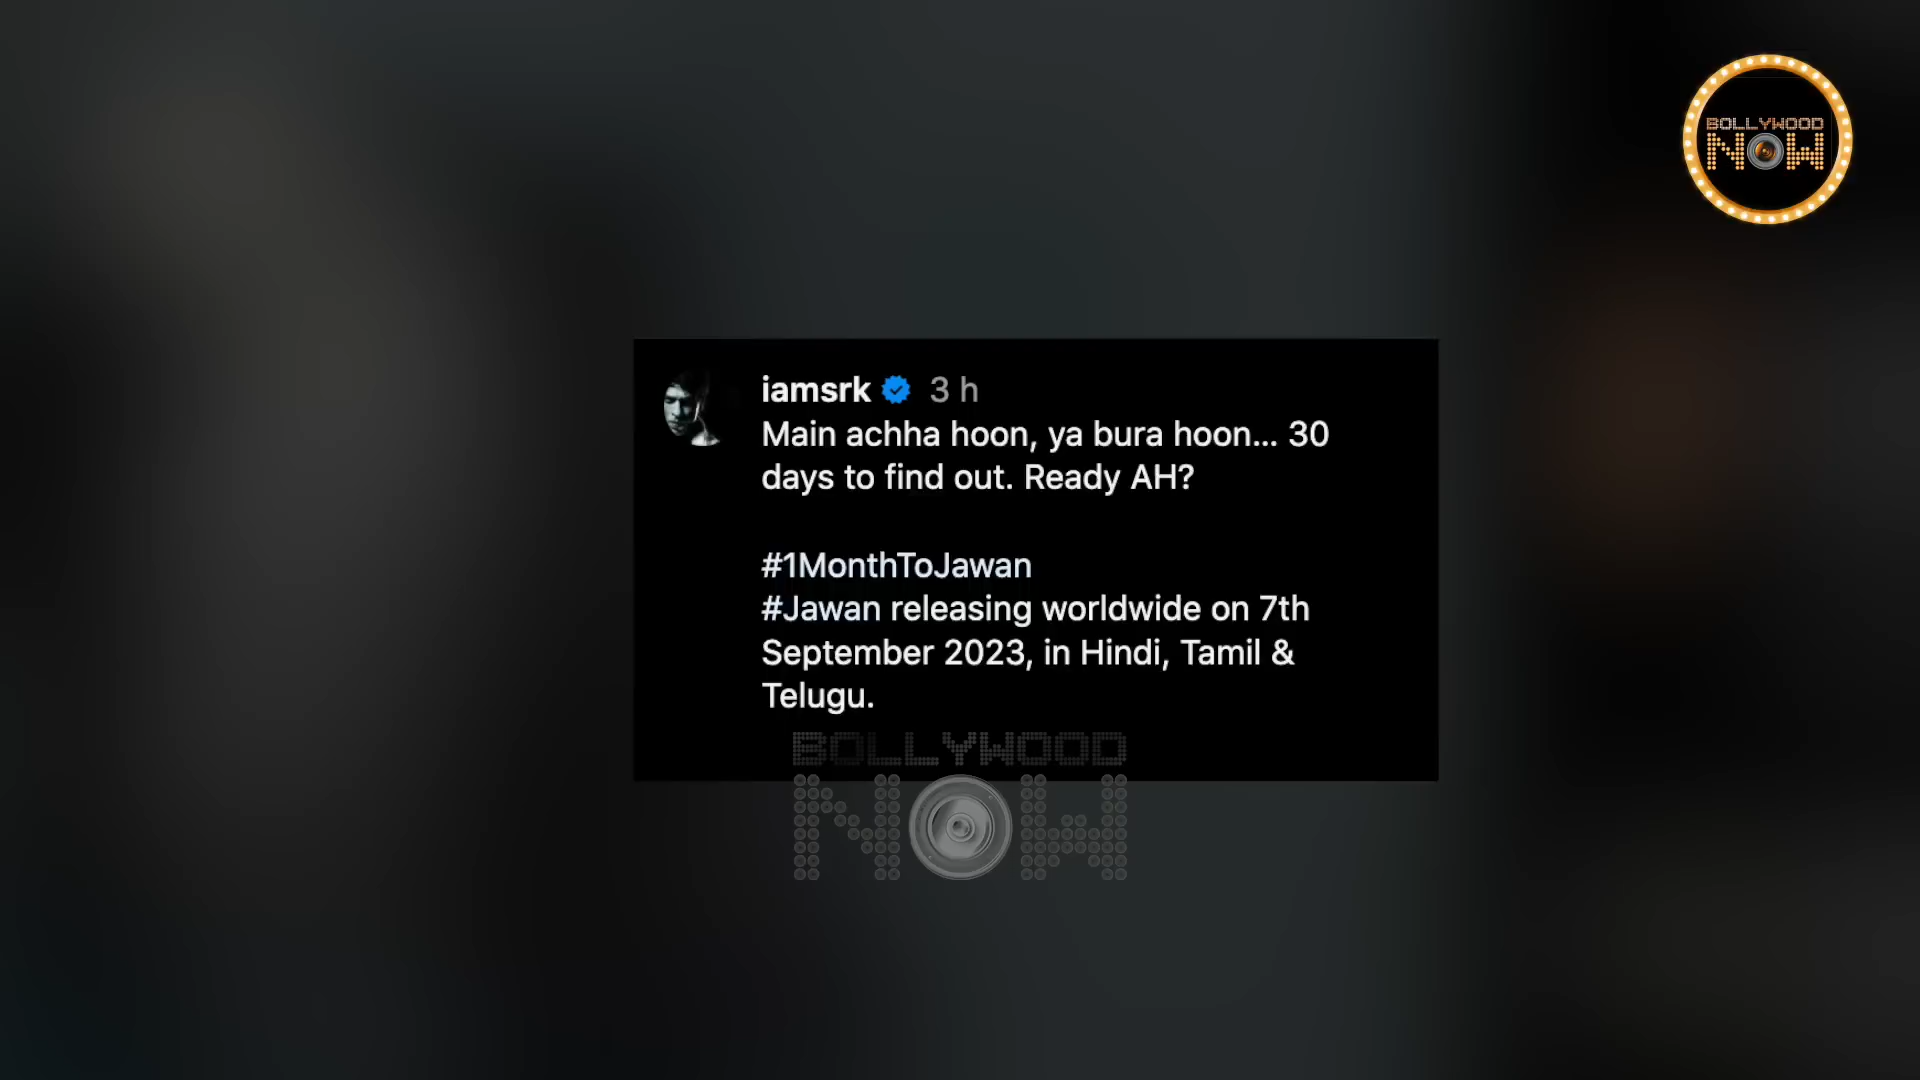 BOLLYWOOD
NOW
iamsrk 3 h
Main achha hoon, ya bura hoon... 30
days to find out. Ready AH?
#1MonthToJawan
#Jawan releasing worldwide on 7th
September 2023, in Hindi, Tamil &
Telugu.
BOLLYWOOD
NOW